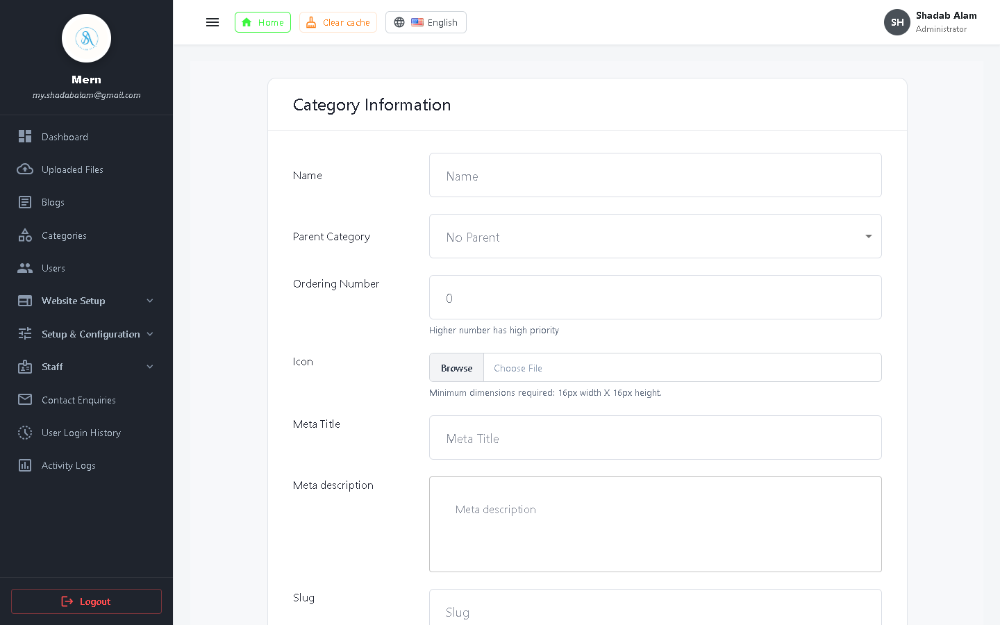 Mern
my.shadabalam@gmail.com
Dashboard
Uploaded Files
Blogs
Categories
Users
Website Setup
Setup & Configuration
Staff
Contact Enquiries
User Login History
Activity Logs
Logout
Home
Clear cache
English
SH
Shadab Alam
Administrator
Category Information
Name
Name
Parent Category
No Parent
Ordering Number
0
Higher number has high priority
Icon
Browse
Choose File
Minimum dimensions required: 16px width X 16px height.
Meta Title
Meta Title
Meta description
Meta description
Slug
Slug